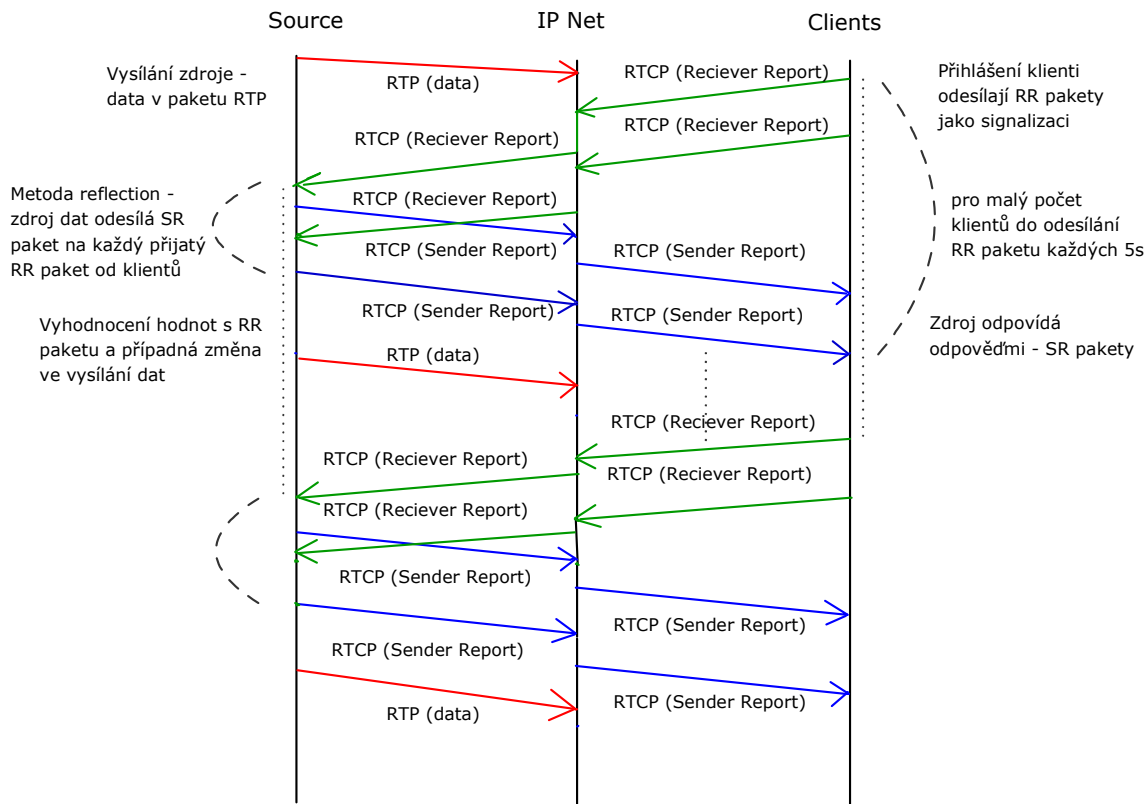 Source
IP Net
Clients
Vysílání zdroje -
data v paketu RTP
RTP (data)
RTCP (Reciever Report)
Přihlášení klienti
odesílají RR pakety
jako signalizaci
RTCP (Reciever Report)
RTCP (Reciever Report)
Metoda reflection -
zdroj dat odesílá SR
paket na každý přijatý
RR paket od klientů
RTCP (Reciever Report)
pro malý počet
klientů do odesílání
RR paketu každých 5s
RTCP (Sender Report)
RTCP (Sender Report)
RTCP (Sender Report)
RTCP (Sender Report)
Vyhodnocení hodnot s RR
paketu a případná změna
ve vysílání dat
Zdroj odpovídá
odpověďmi - SR pakety
RTP (data)
RTCP (Reciever Report)
RTCP (Reciever Report)
RTCP (Reciever Report)
RTCP (Reciever Report)
RTCP (Sender Report)
RTCP (Sender Report)
RTCP (Sender Report)
RTCP (Sender Report)
RTP (data)